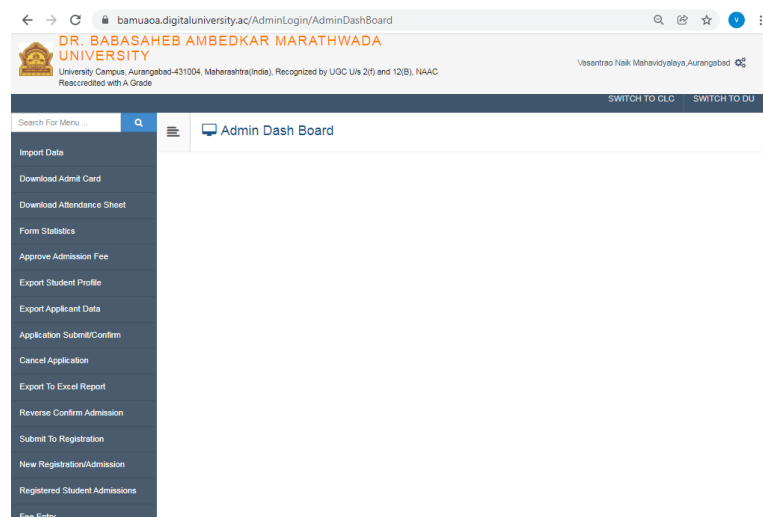 bamuaoa.digitaluniversity.ac/AdminLogin/AdminDashBoard
V
DR. BABASAHEB AMBEDKAR MARATHWADA
UNIVERSITY
University Campus, Aurangabad-431004, Maharashtra(India), Recognized by UGC U/s 2(f) and 12(B), NAAC
Reaccredited with A Grade
Vasantrao Naik Mahavidyalaya,Aurangabad
SWITCH TO CLC SWITCH TO DU
Search For Menu ...
Admin Dash Board
Import Data
Download Admit Card
Download Attendance Sheet
Form Statistics
Approve Admission Fee
Export Student Profile
Export Applicant Data
Application Submit/Confirm
Cancel Application
Export To Excel Report
Reverse Confirm Admission
Submit To Registration
New Registration/Admission
Registered Student Admissions
Fee Entry